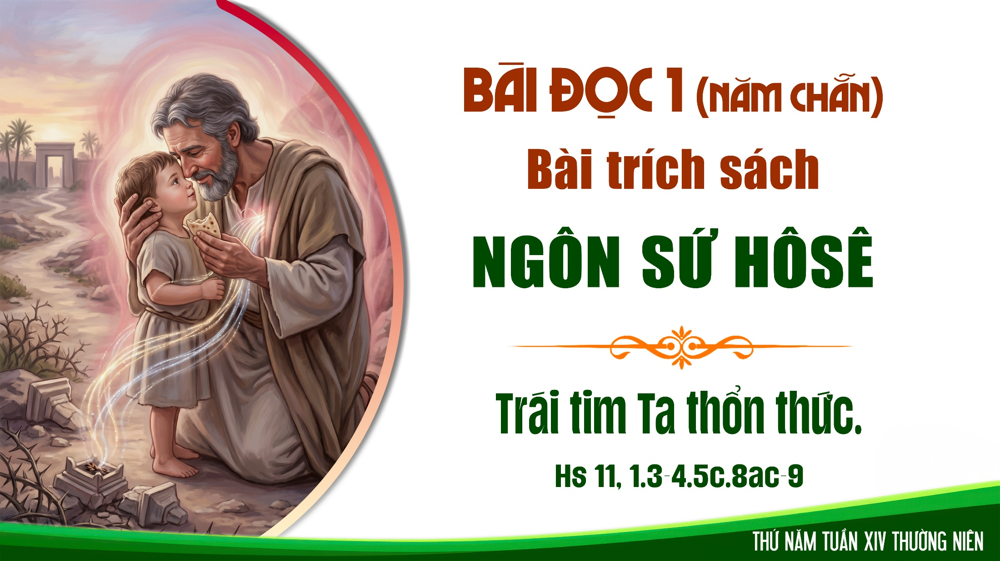 BÀI ĐỌC 1 (NĂM CHẴN)
Bài trích sách
NGÔN SỨ HÔSÊ
Trái tim Ta thổn thức.
Hs 11, 1.3-4.5c.8ac-9
THỨ NĂM TUẦN XIV THƯỜNG NIÊN